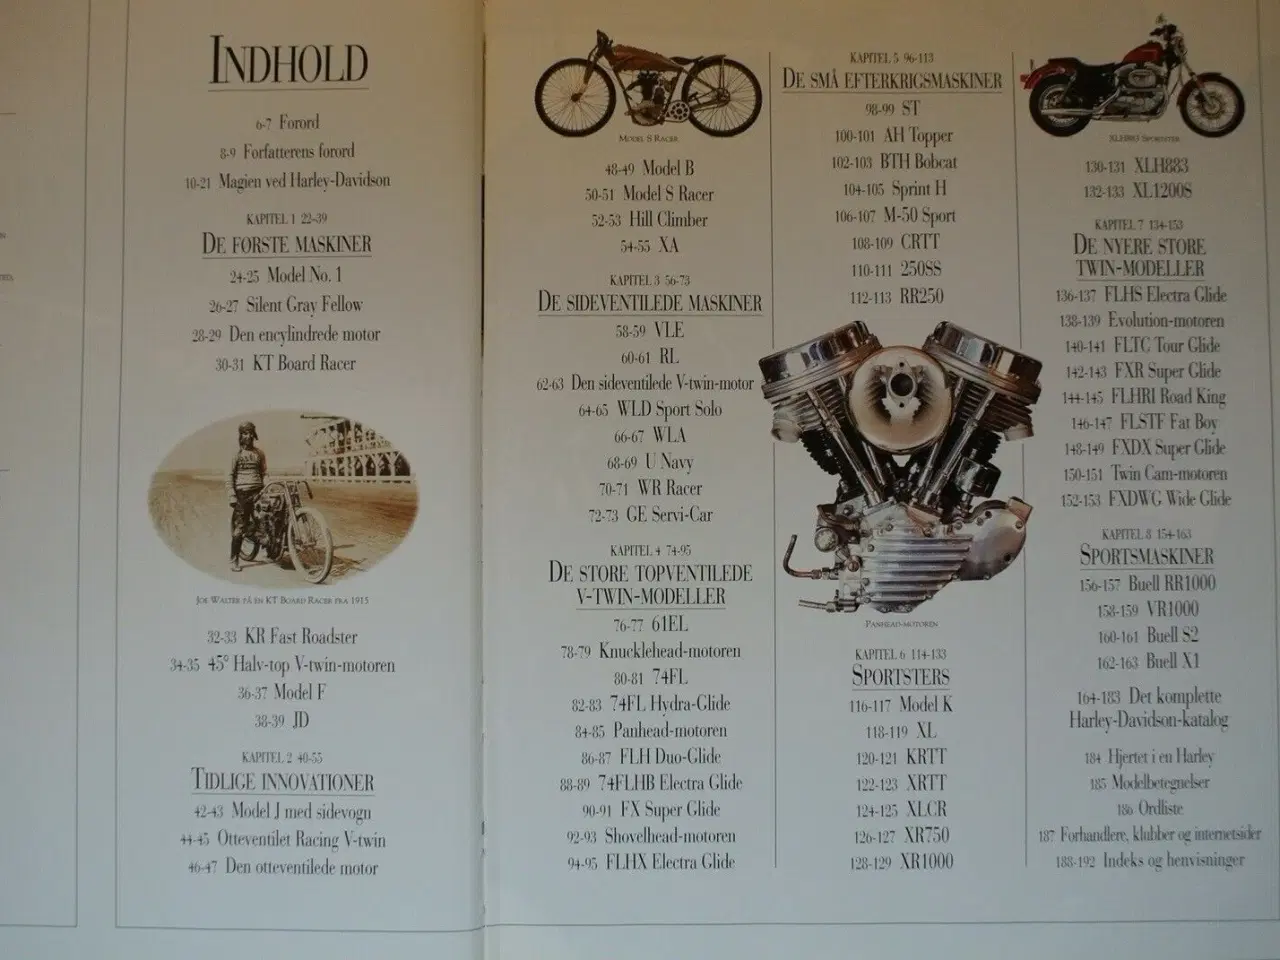 INDHOLD
6-7 Forord
8-9 Forfatterens forord
10-21 Magien ved Harley-Davidson
KAPITEL 1 22-39
DE FØRSTE MASKINER
24-25 Model No. 1
26-27 Silent Gray Fellow
28-29 Den encylindrede motor
30-31 KT Board Racer
JOE WALTER PÅ EN KT BOARD RACER FRA 1915
32-33 KR Fast Roadster
34-35 45° Halv-top V-twin-motoren
36-37 Model F
38-39 JD
KAPITEL 2 40-55
TIDLIGE INNOVATIONER
42-43 Model J med sidevogn
44-45 Otteventilet Racing V-twin
46-47 Den otteventilede motor
MODEL S RACER
48-49 Model B
50-51 Model S Racer
52-53 Hill Climber
54-55 XA
KAPITEL 3 56-73
DE SIDEVENTILEDE MASKINER
58-59 VLE
60-61 RL
62-63 Den sideventilede V-twin-motor
64-65 WLD Sport Solo
66-67 WLA
68-69 U Navy
70-71 WR Racer
72-73 GE Servi-Car
KAPITEL 4 74-95
DE STORE TOPVENTILEDE
V-TWIN-MODELLER
76-77 61EL
78-79 Knucklehead-motoren
80-81 74FL
82-83 74FL Hydra-Glide
84-85 Panhead-motoren
86-87 FLH Duo-Glide
88-89 74FLHB Electra Glide
90-91 FX Super Glide
92-93 Shovelhead-motoren
94-95 FLHX Electra Glide
KAPITEL 5 96-113
DE SMÅ EFTERKRIGSMASKINER
98-99 ST
100-101 AH Topper
102-103 BTH Bobcat
104-105 Sprint H
106-107 M-50 Sport
108-109 CRTT
110-111 250SS
112-113 RR250
PANHEAD-MOTOREN
KAPITEL 6 114-133
SPORTSTERS
116-117 Model K
118-119 XL
120-121 KRTT
122-123 XRTT
124-125 XLCR
126-127 XR750
128-129 XR1000
XLH883 SPORTSTER
130-131 XLH883
132-133 XL1200S
KAPITEL 7 134-153
DE NYERE STORE
TWIN-MODELLER
136-137 FLHS Electra Glide
138-139 Evolution-motoren
140-141 FLTC Tour Glide
142-143 FXR Super Glide
144-145 FLHRI Road King
146-147 FLSTF Fat Boy
148-149 FXDX Super Glide
150-151 Twin Cam-motoren
152-153 FXDWG Wide Glide
KAPITEL 8 154-163
SPORTSMASKINER
156-157 Buell RR1000
158-159 VR1000
160-161 Buell S2
162-163 Buell X1
164-183 Det komplette
Harley-Davidson-katalog
184 Hjertet i en Harley
185 Modelbetegnelser
186 Ordliste
187 Forhandlere, klubber og internetsider
188-192 Indeks og henvisninger